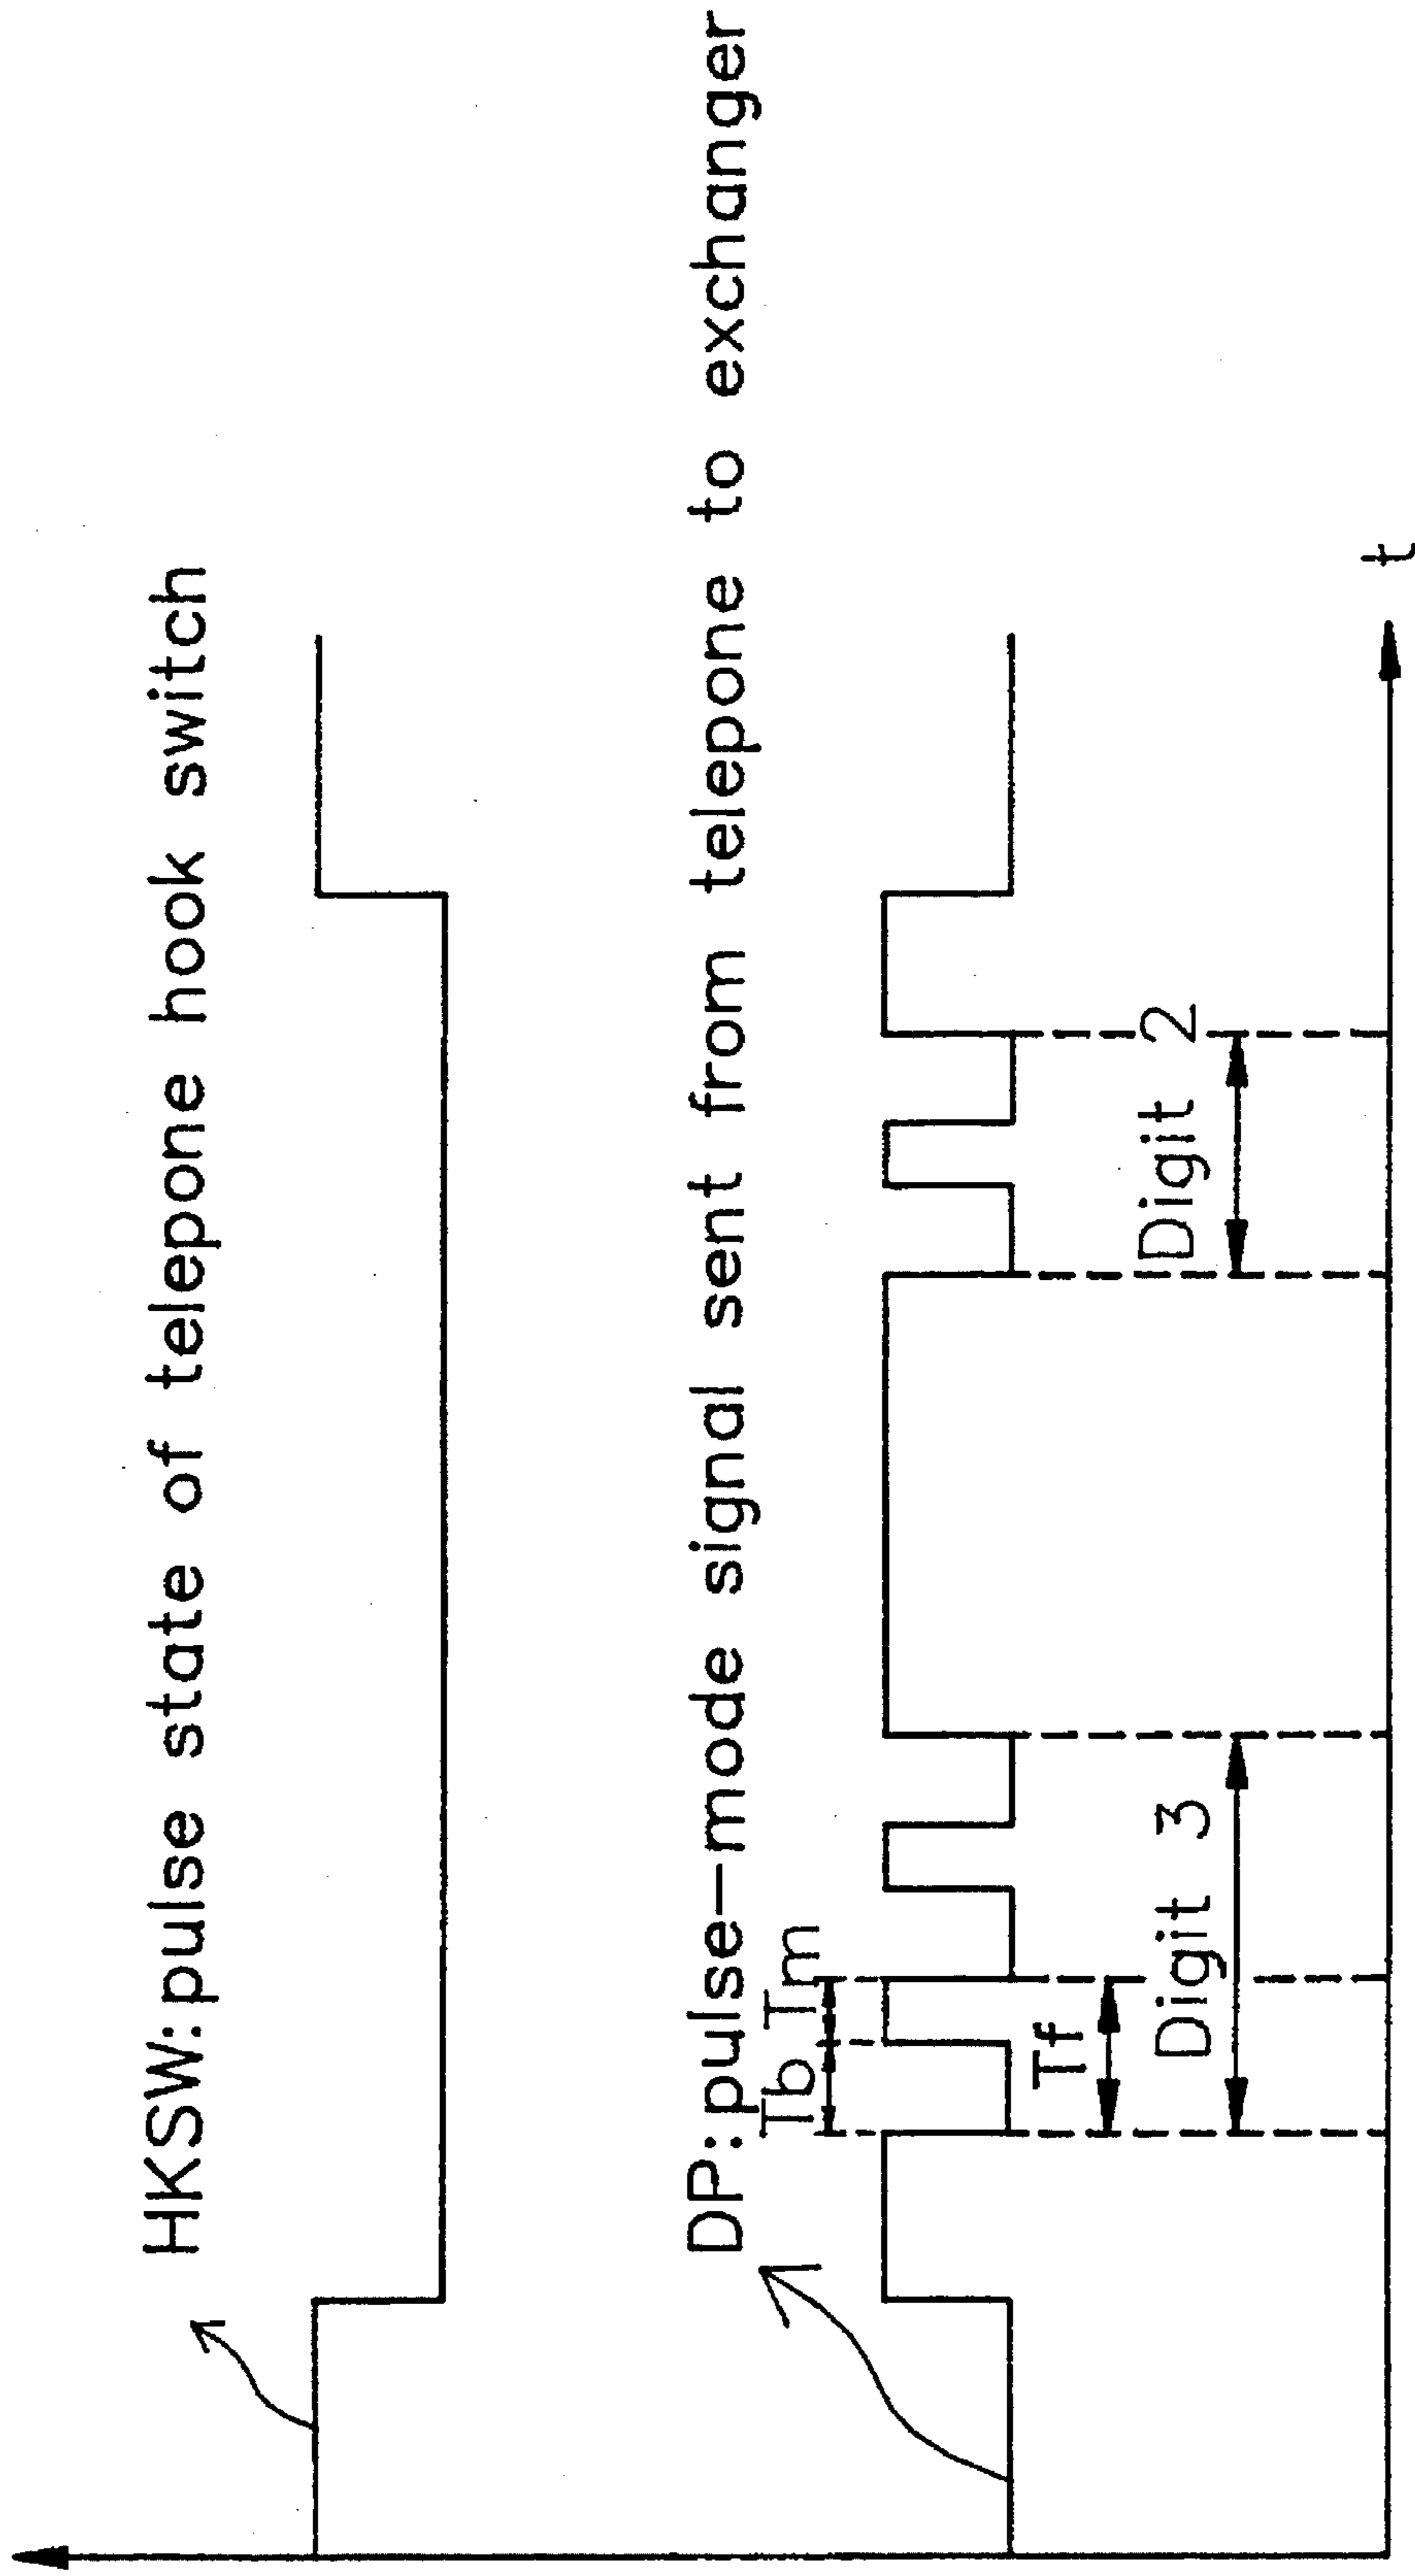 HKSW:pulse state of telepone hook switch
DP:pulse-mode signal sent from telepone to exchanger
Tb Tm
Tf
Digit 3
Digit 2
t